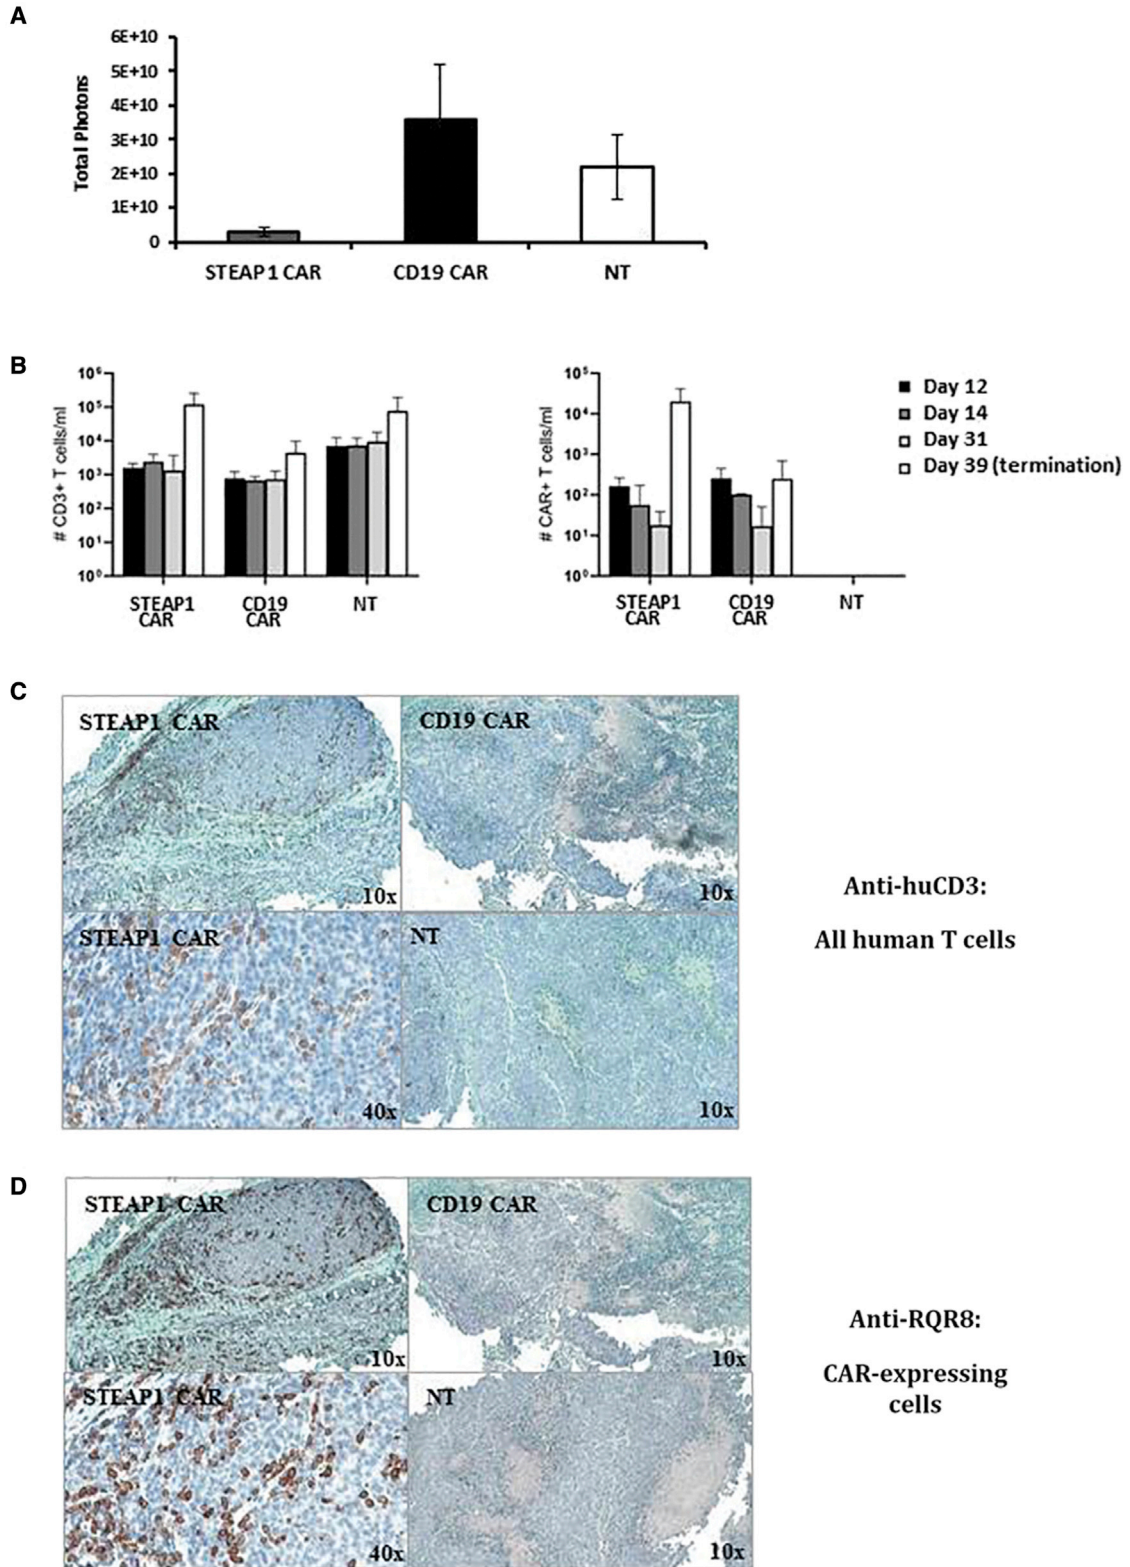 A
6E+10
5E+10
4E+10
3E+10
2E+10
1E+10
0
Total Photons
STEAP1 CAR
CD19 CAR
NT
B
10⁶
10⁵
10⁴
10³
10²
10¹
10⁰
# CD3+ T cells/ml
STEAP1
CAR
CD19
CAR
NT
10⁵
10⁴
10³
10²
10¹
10⁰
# CAR+ T cells/ml
STEAP1
CAR
CD19
CAR
NT
Day 12
Day 14
Day 31
Day 39 (termination)
C
STEAP1 CAR
10x
CD19 CAR
10x
STEAP1 CAR
40x
NT
10x
Anti-huCD3:
All human T cells
D
STEAP1 CAR
10x
CD19 CAR
10x
STEAP1 CAR
40x
NT
10x
Anti-RQR8:
CAR-expressing
cells